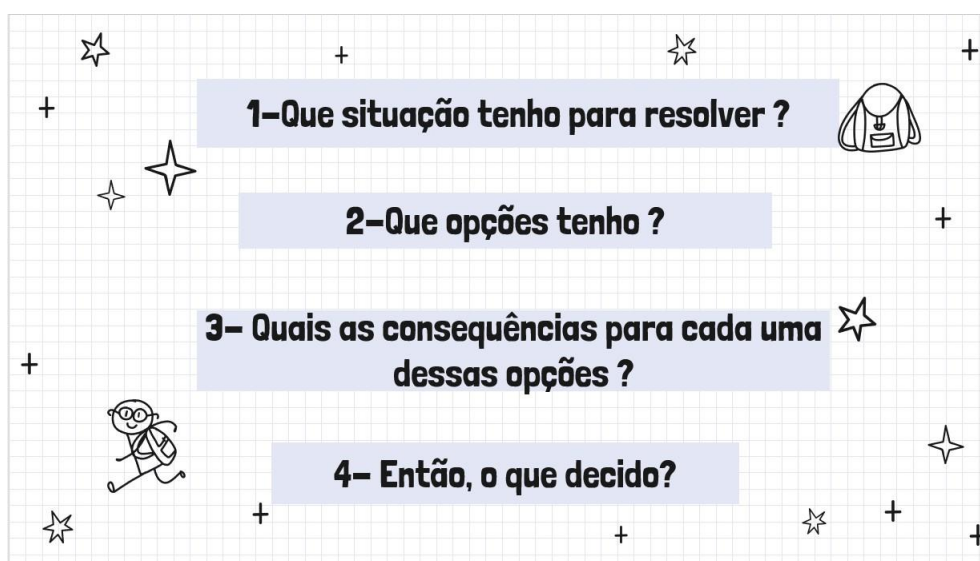 1-Que situação tenho para resolver ?
2-Que opções tenho ?
3- Quais as consequências para cada uma
dessas opções ?
4- Então, o que decido?